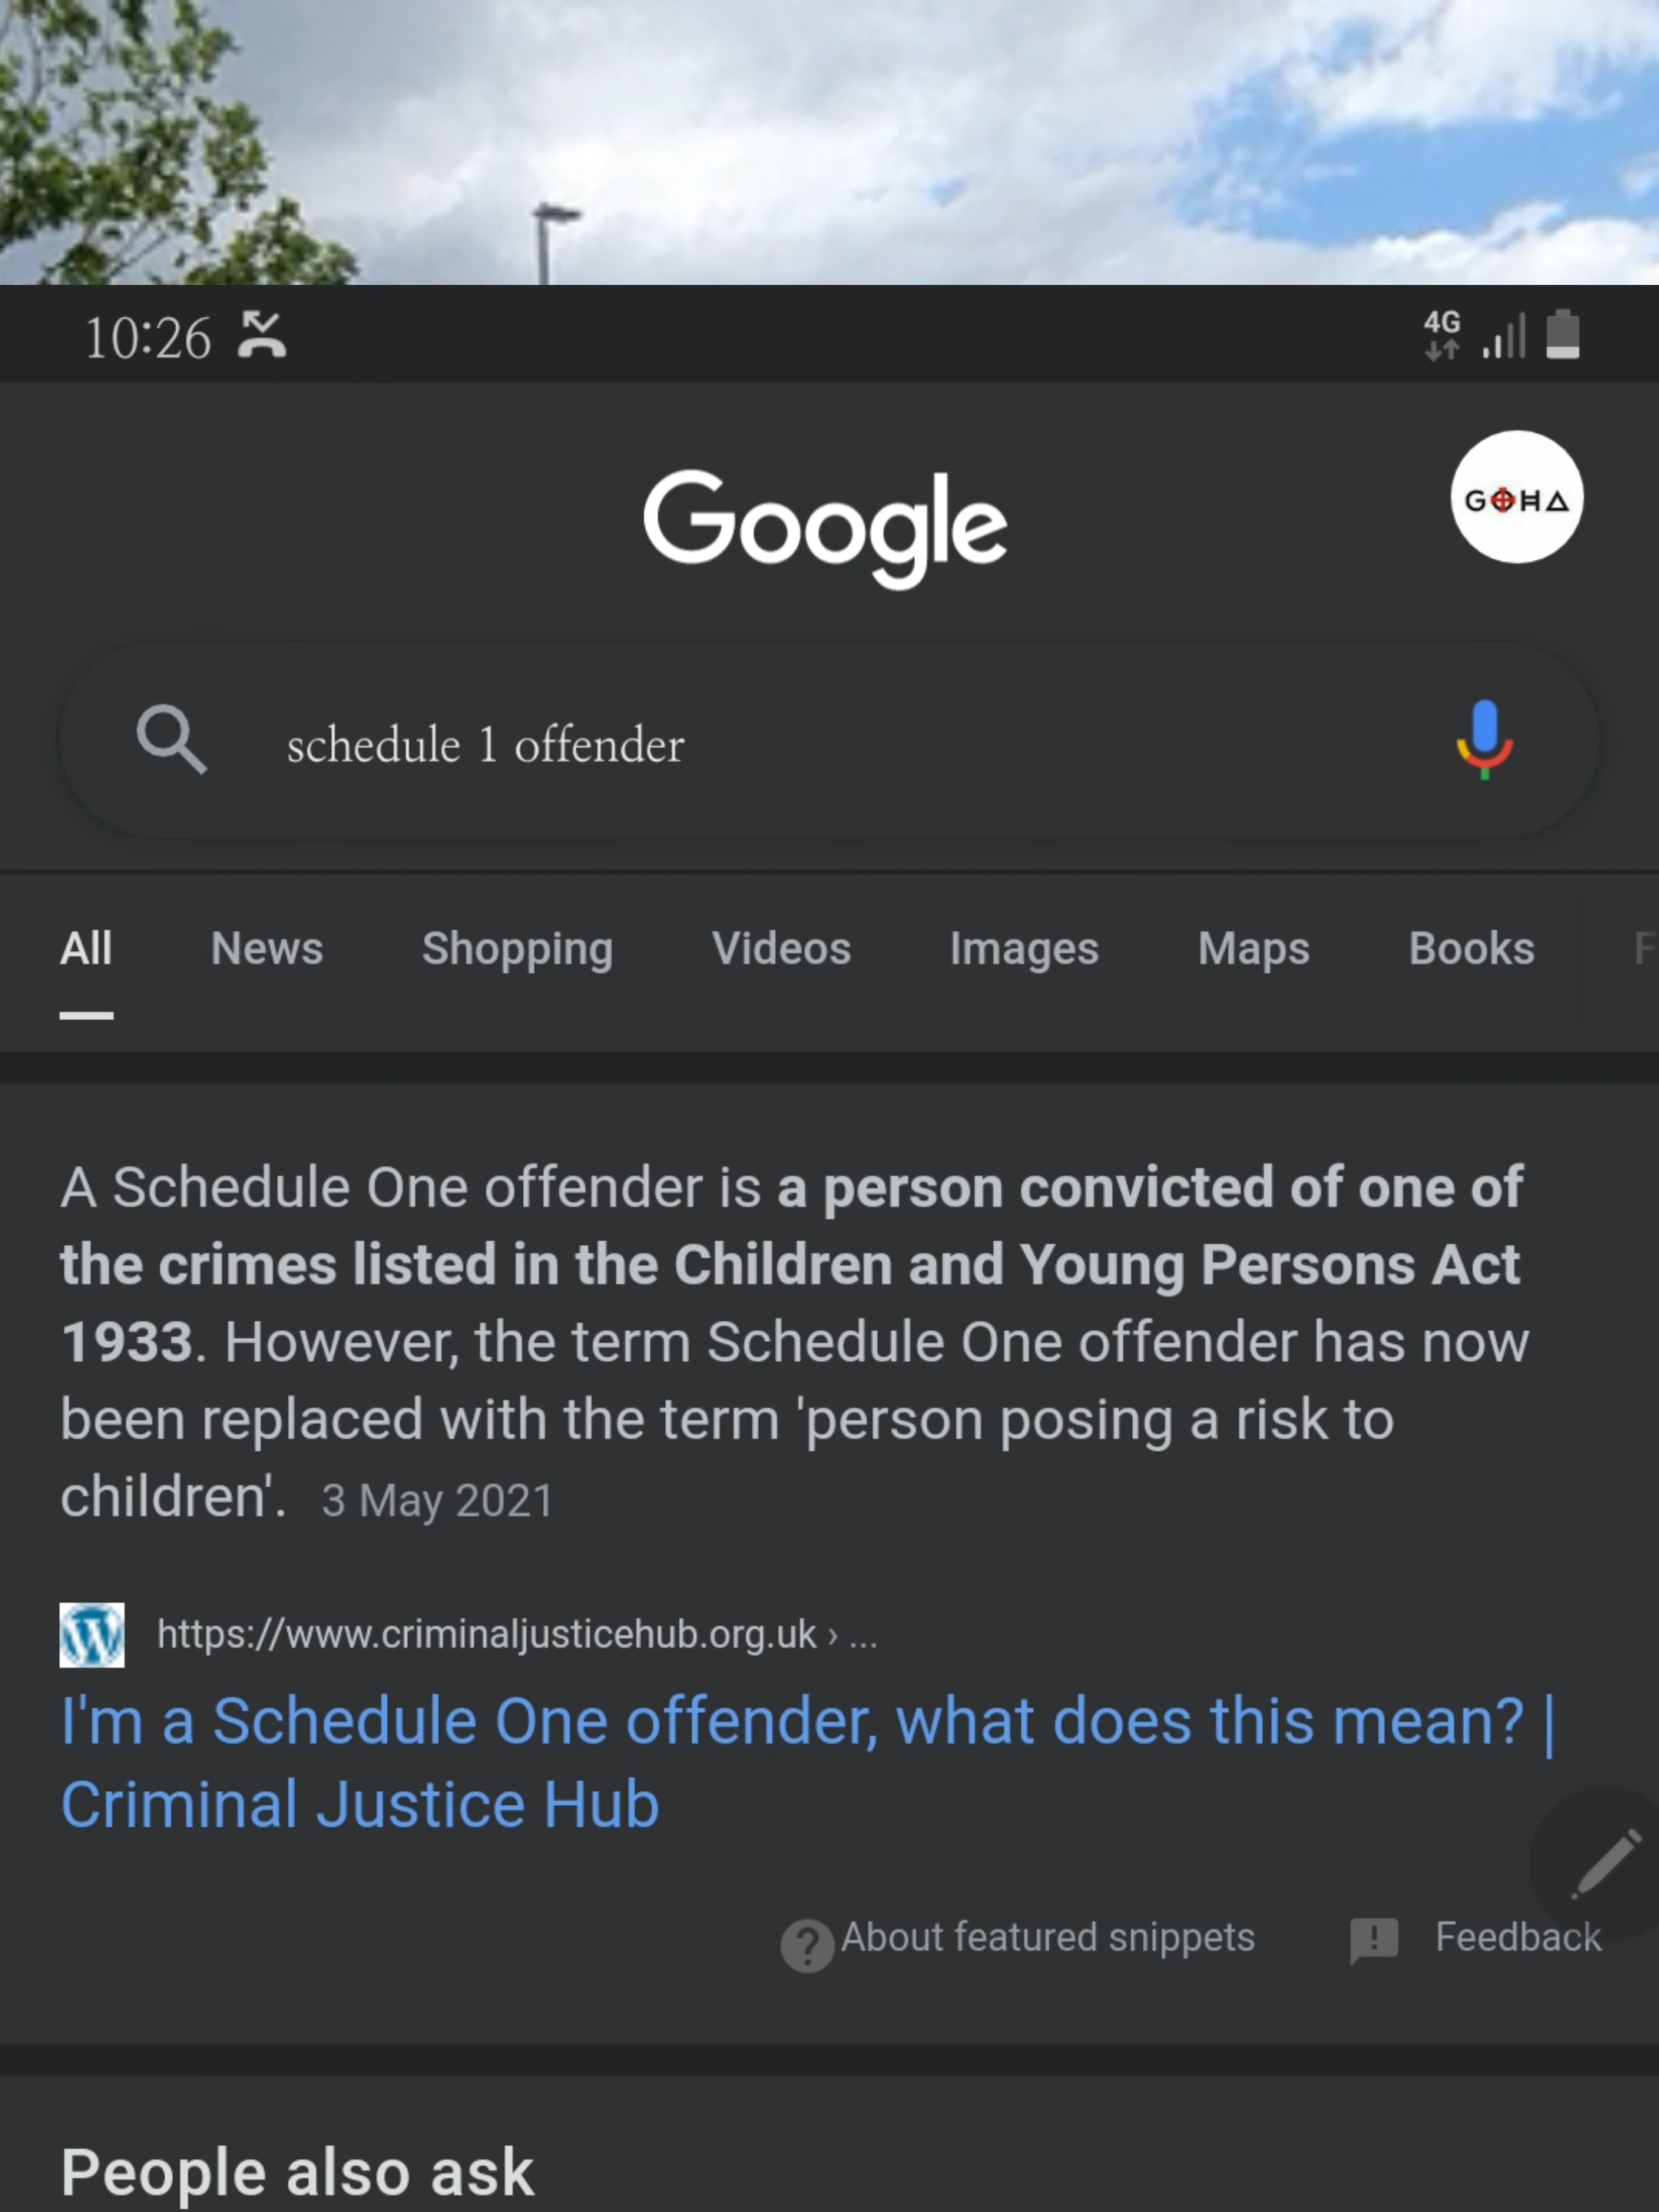 10:26
4G
Google
GOHA
schedule 1 offender
All News Shopping Videos Images Maps Books F
A Schedule One offender is a person convicted of one of
the crimes listed in the Children and Young Persons Act
1933. However, the term Schedule One offender has now
been replaced with the term 'person posing a risk to
children'. 3 May 2021
https://www.criminaljusticehub.org.uk › ...
I'm a Schedule One offender, what does this mean? |
Criminal Justice Hub
About featured snippets Feedback
People also ask